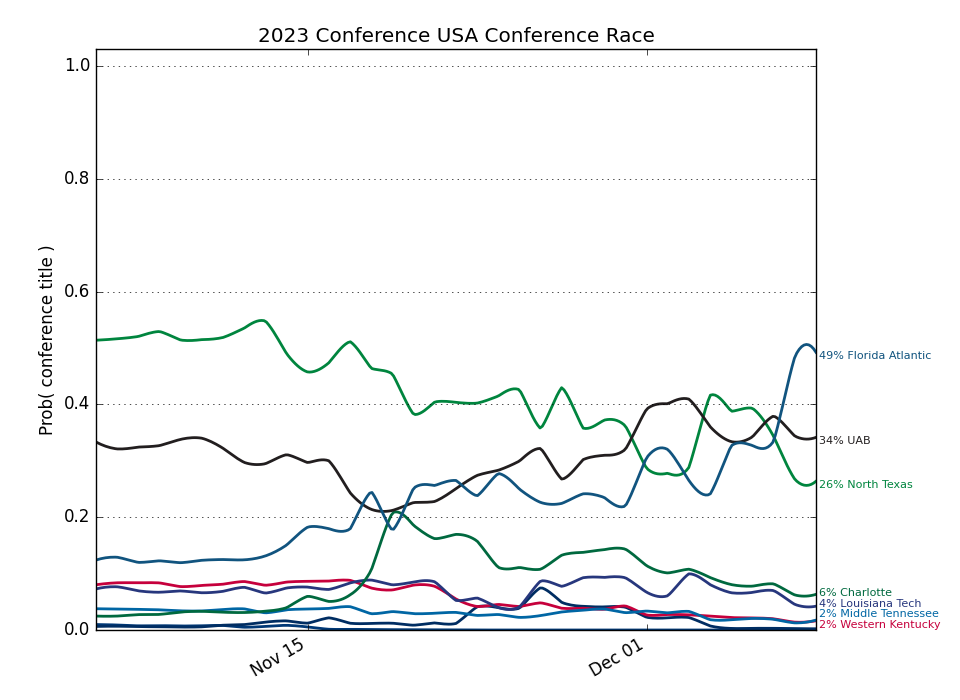 2023 Conference USA Conference Race
Prob( conference title )
1.0
0.8
0.6
0.4
0.2
0.0
Nov 15
Dec 01
49% Florida Atlantic
34% UAB
26% North Texas
6% Charlotte
4% Louisiana Tech
2% Middle Tennessee
2% Western Kentucky